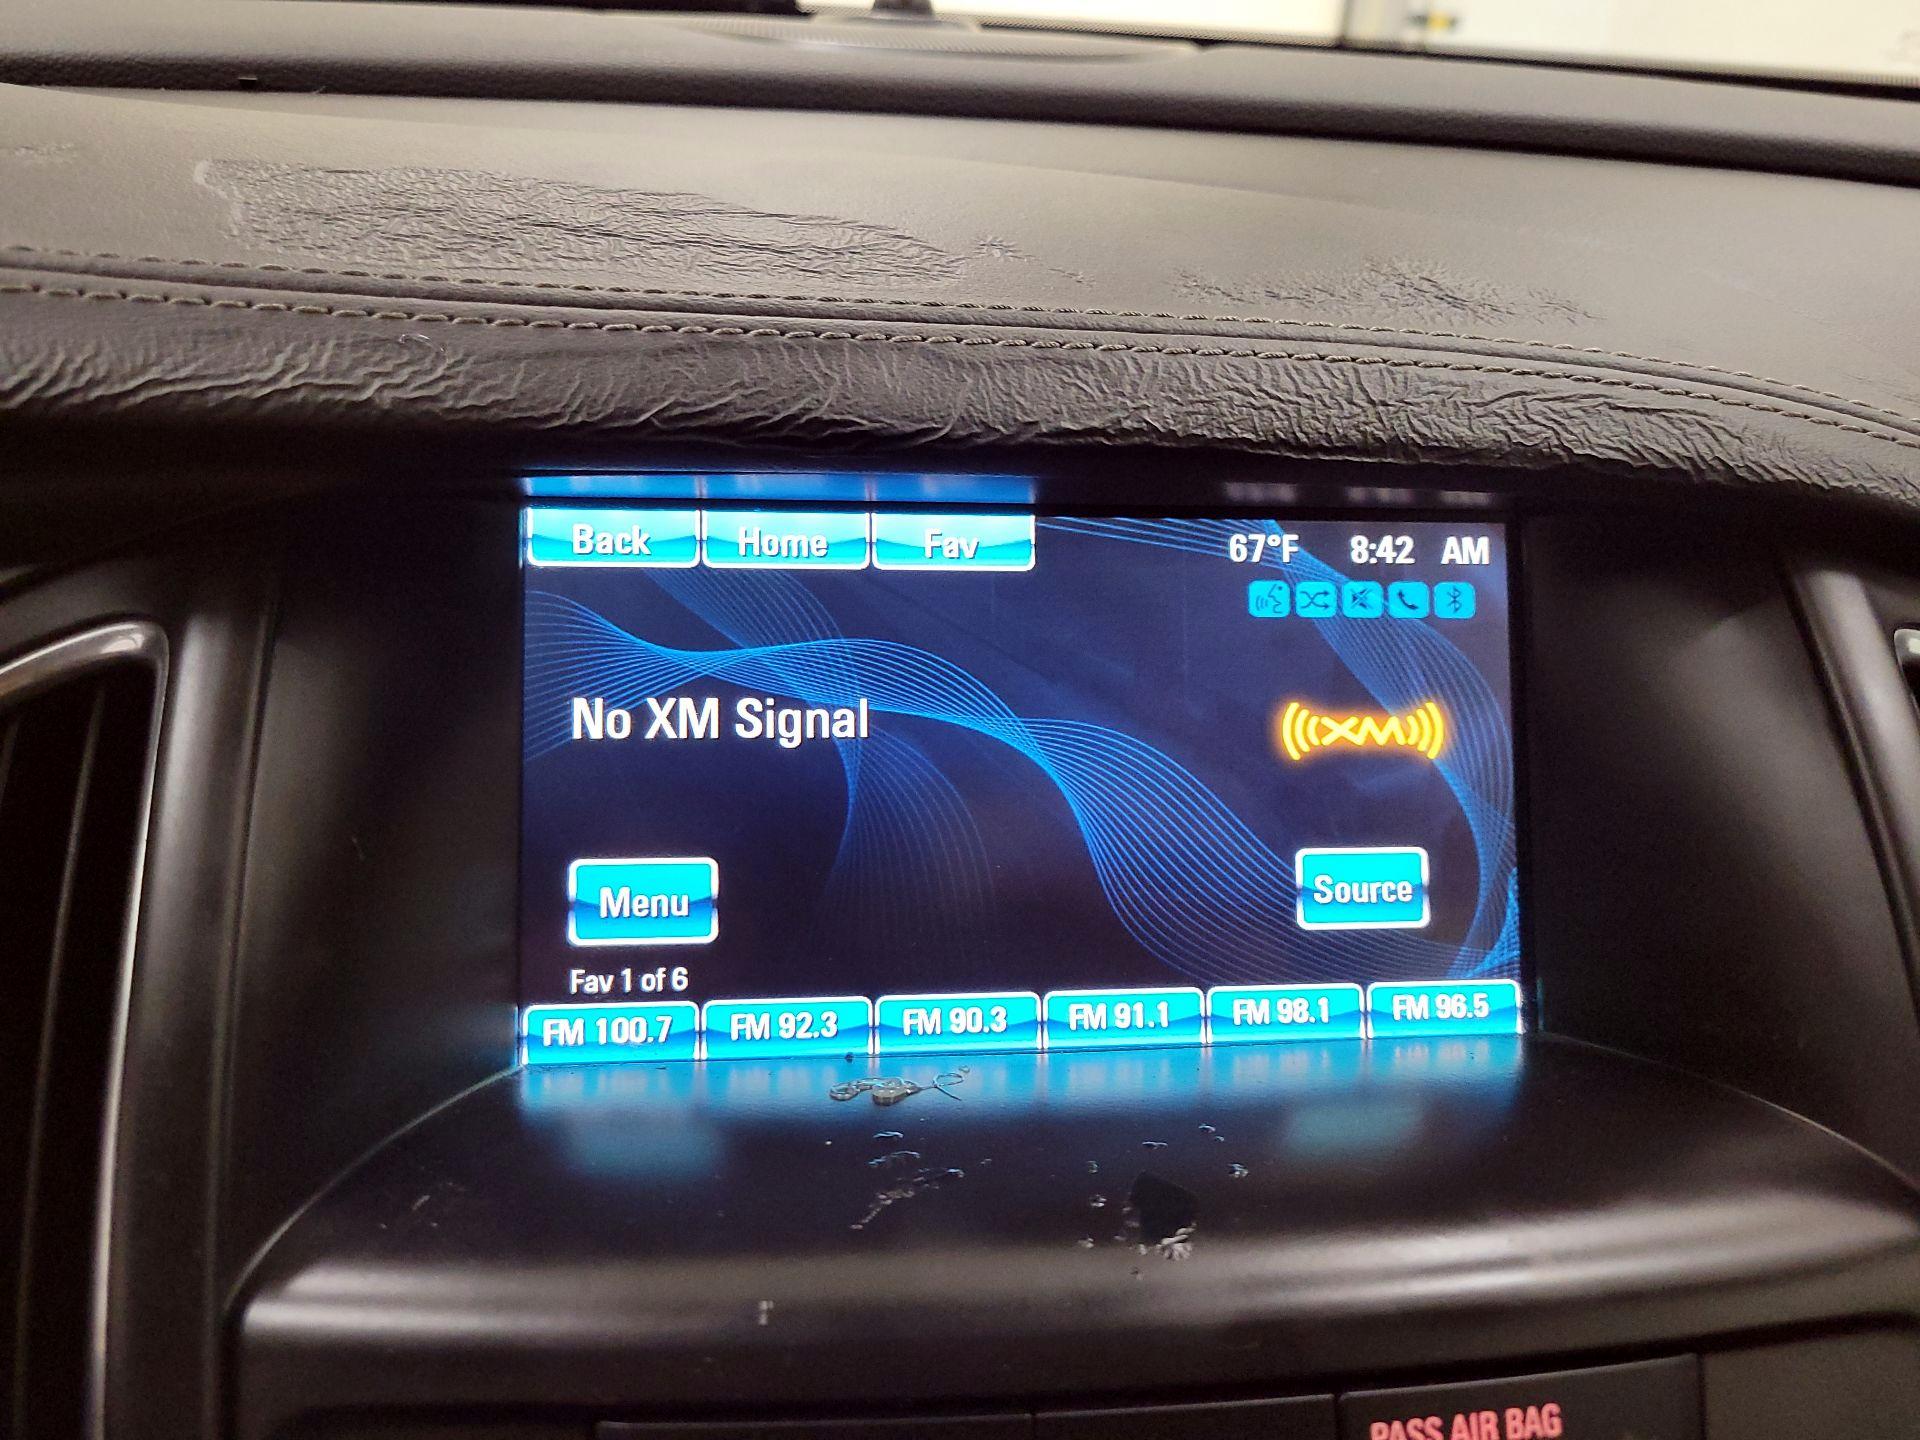 Back Home Fav 67°F 8:42 AM
No XM Signal
XM
Menu
Source
Fav 1 of 6
FM 100.7 FM 92.3 FM 90.3 FM 91.1 FM 98.1 FM 96.5
PASS AIR BAG